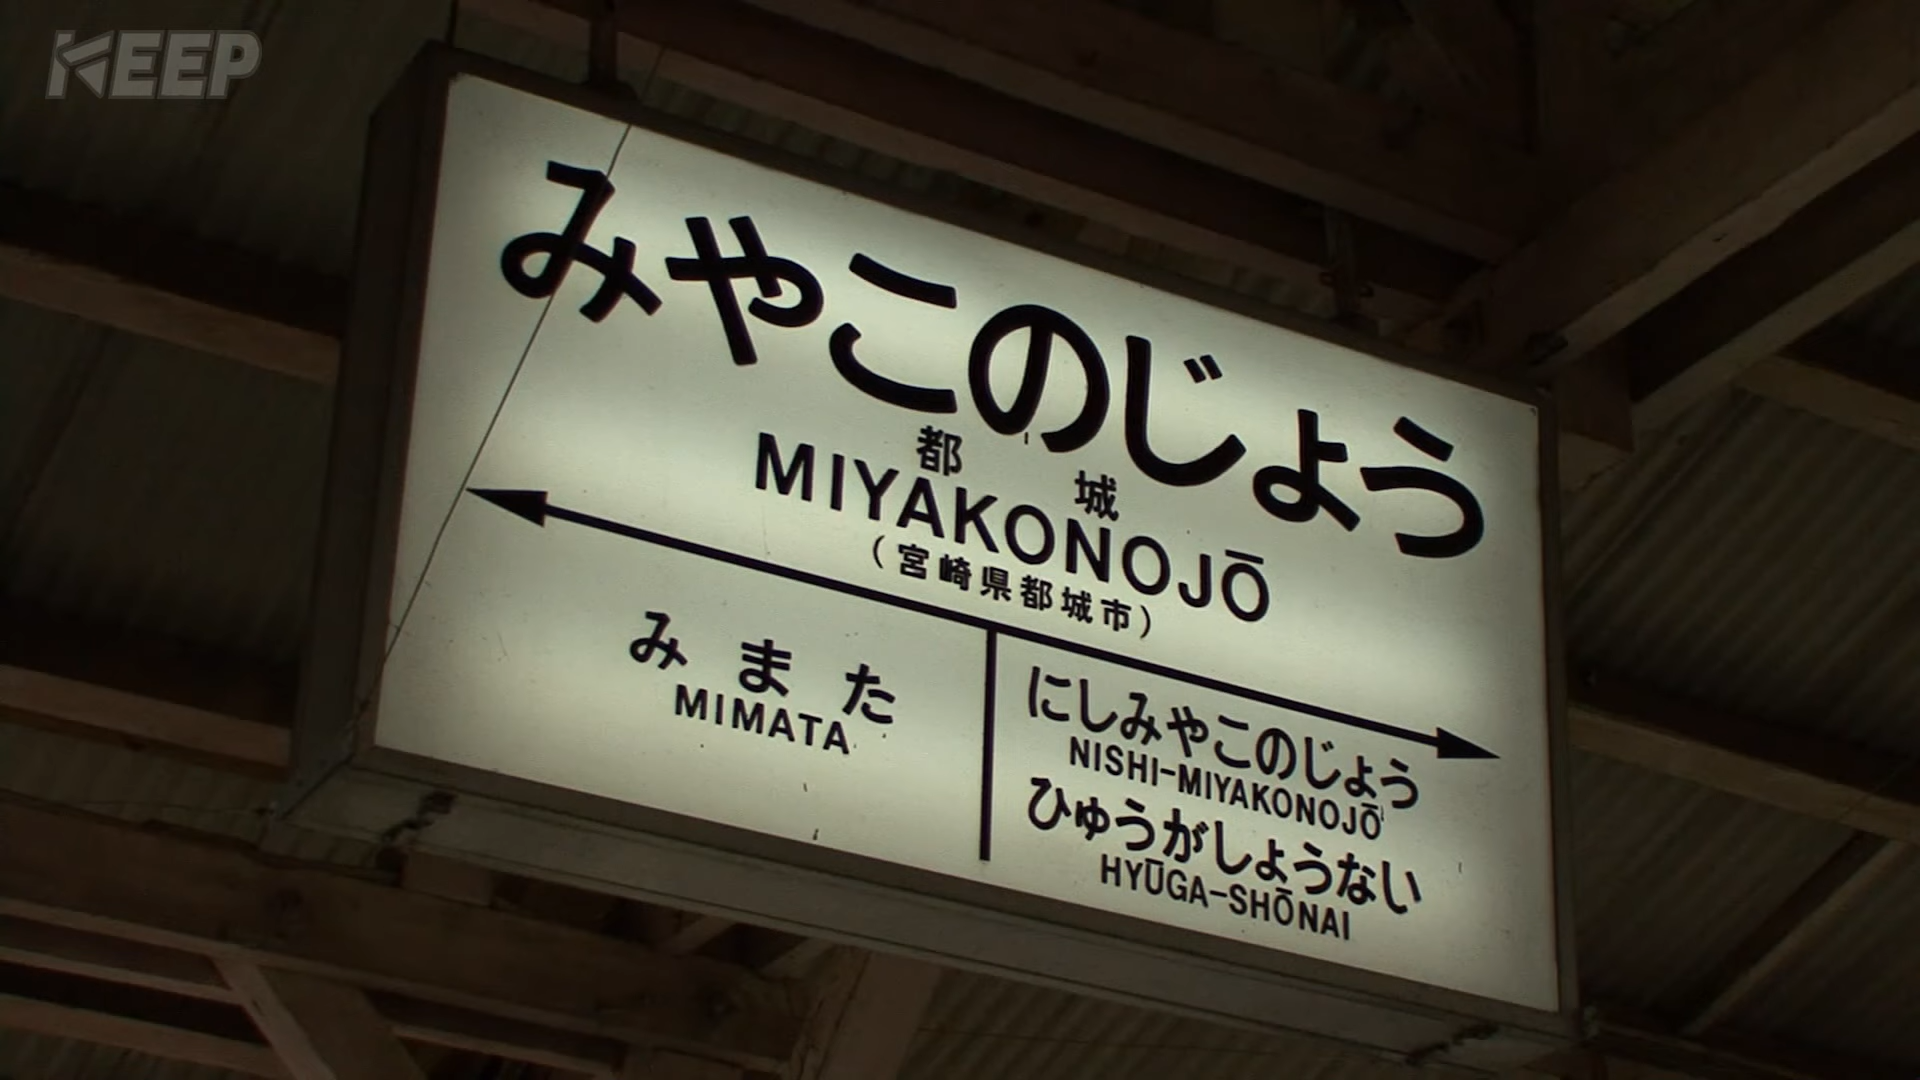 KEEP
みやこのじょう
都城
MIYAKONOJŌ
(宮崎県都城市)
みまた
MIMATA
にしみやこのじょう
NISHI-MIYAKONOJŌ
ひゅうがしょうない
HYŪGA-SHŌNAI